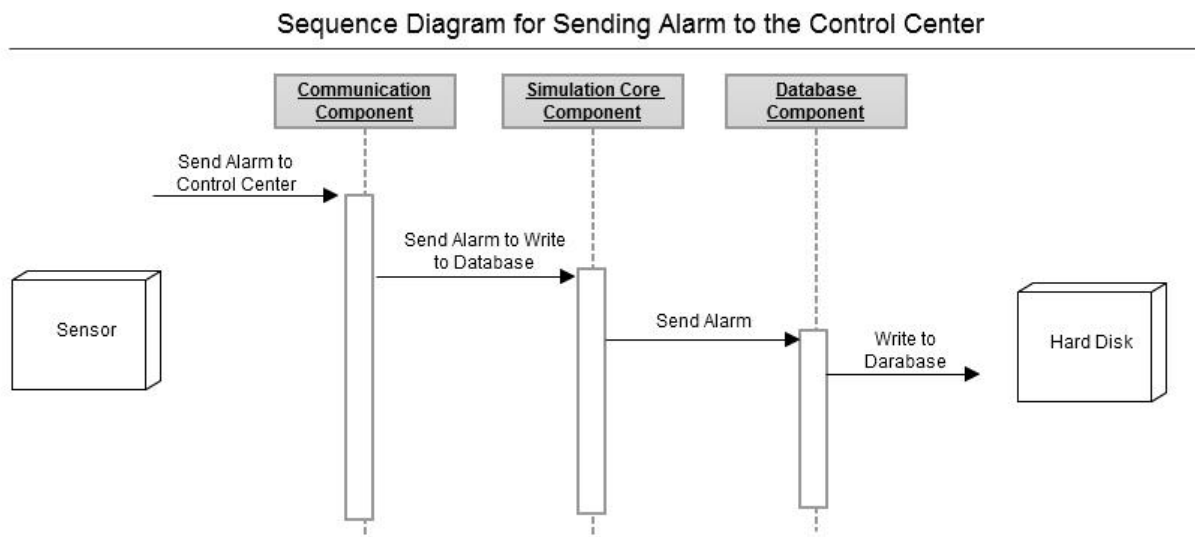 Sequence Diagram for Sending Alarm to the Control Center
Communication
Component
Simulation Core
Component
Database
Component
Send Alarm to
Control Center
Send Alarm to Write
to Database
Send Alarm
Write to
Darabase
Sensor
Hard Disk